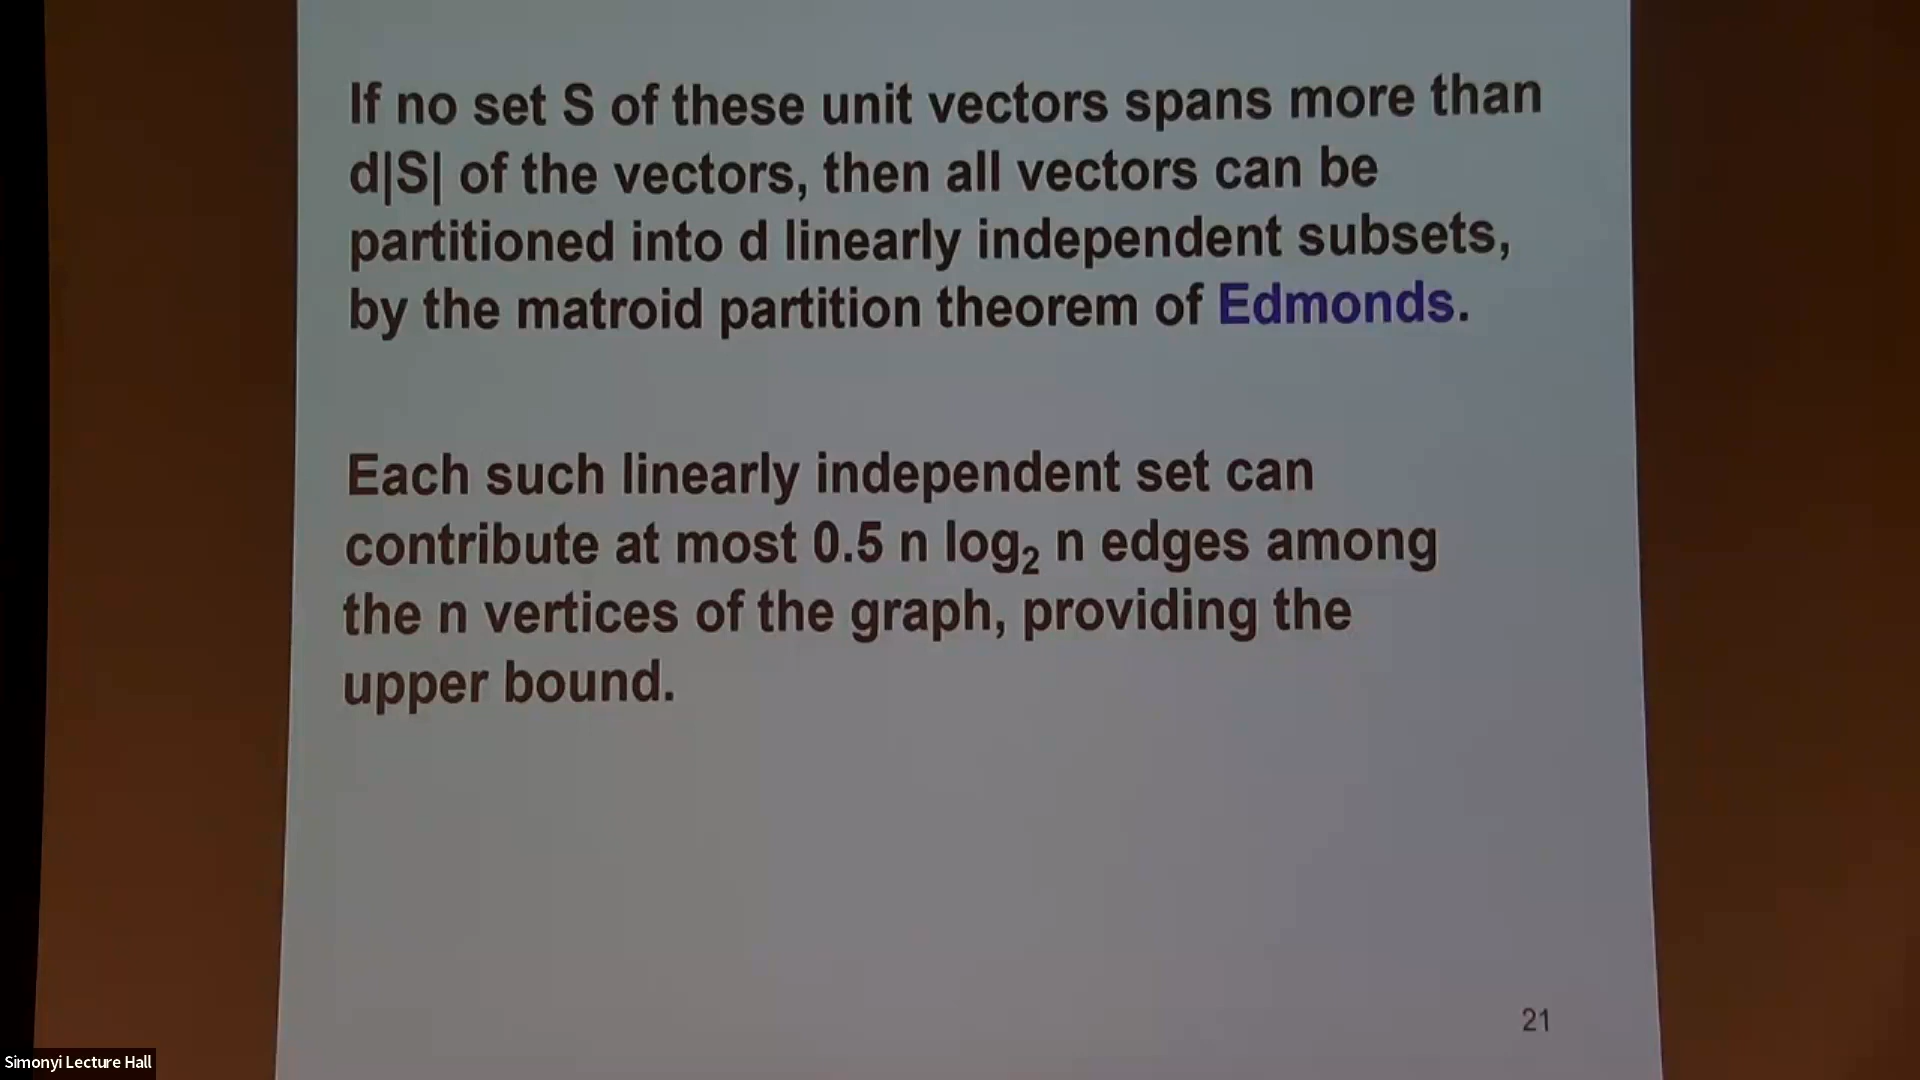 If no set S of these unit vectors spans more than
d|S| of the vectors, then all vectors can be
partitioned into d linearly independent subsets,
by the matroid partition theorem of Edmonds.
Each such linearly independent set can
contribute at most 0.5 n log₂ n edges among
the n vertices of the graph, providing the
upper bound.
21
Simonyi Lecture Hall